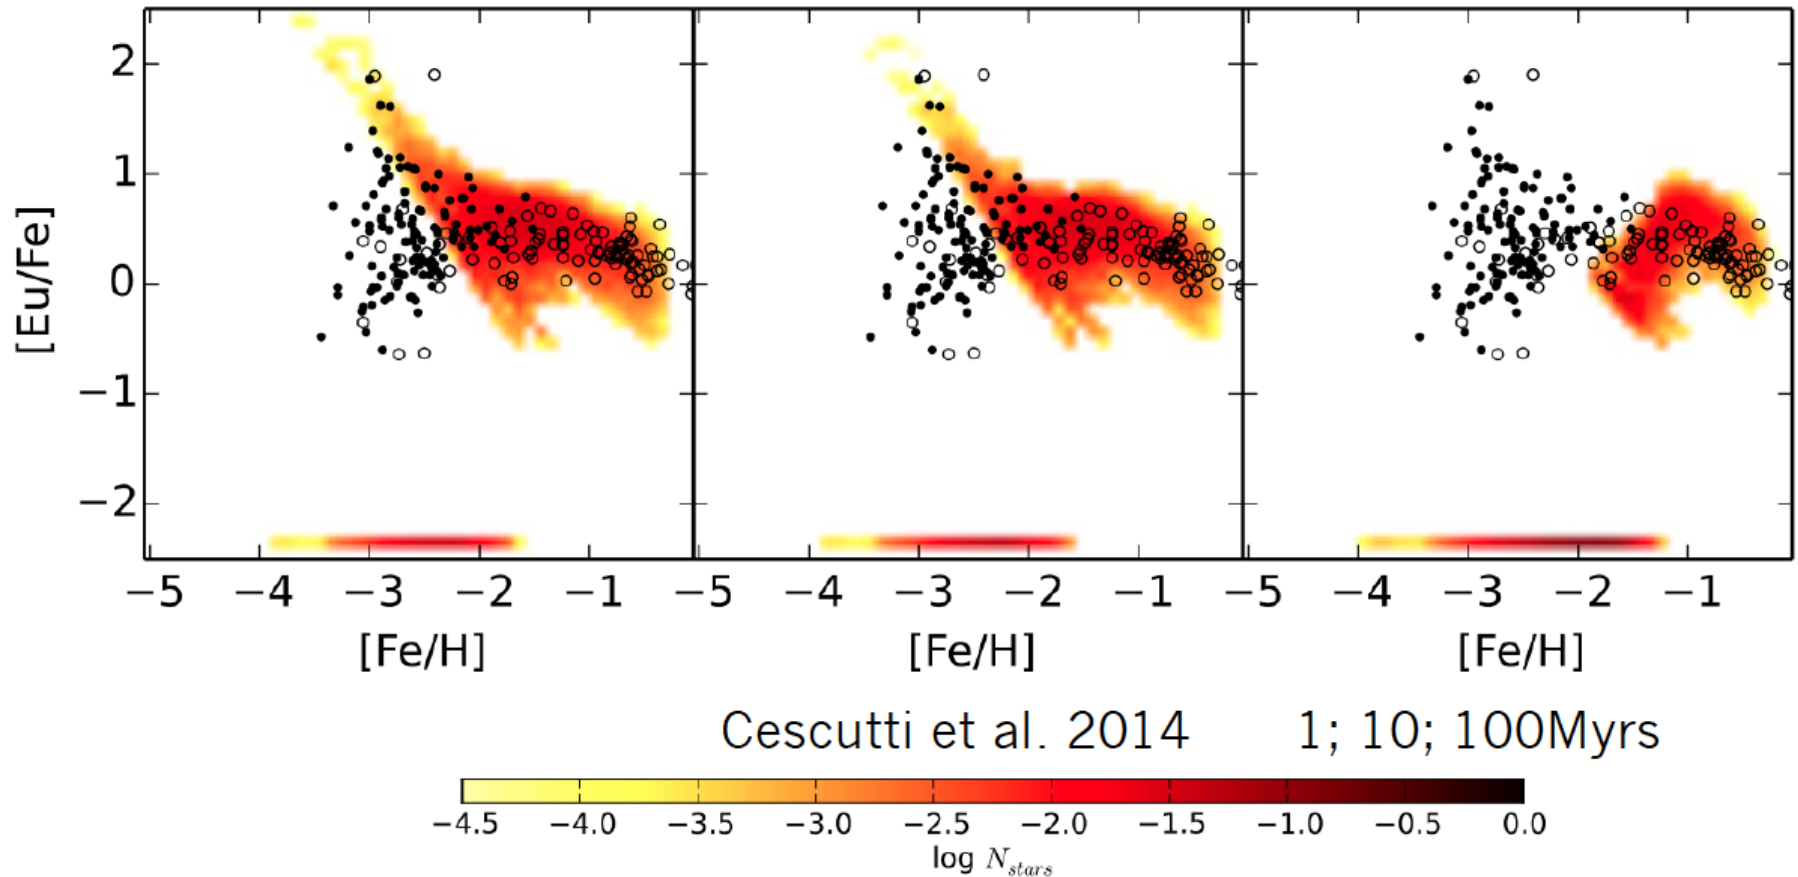 [Eu/Fe]
2
1
0
−1
−2
−5 −4 −3 −2 −1 −5 −4 −3 −2 −1 −5 −4 −3 −2 −1
[Fe/H] [Fe/H] [Fe/H]
Cescutti et al. 2014 1; 10; 100Myrs
−4.5 −4.0 −3.5 −3.0 −2.5 −2.0 −1.5 −1.0 −0.5 0.0
log Nstars